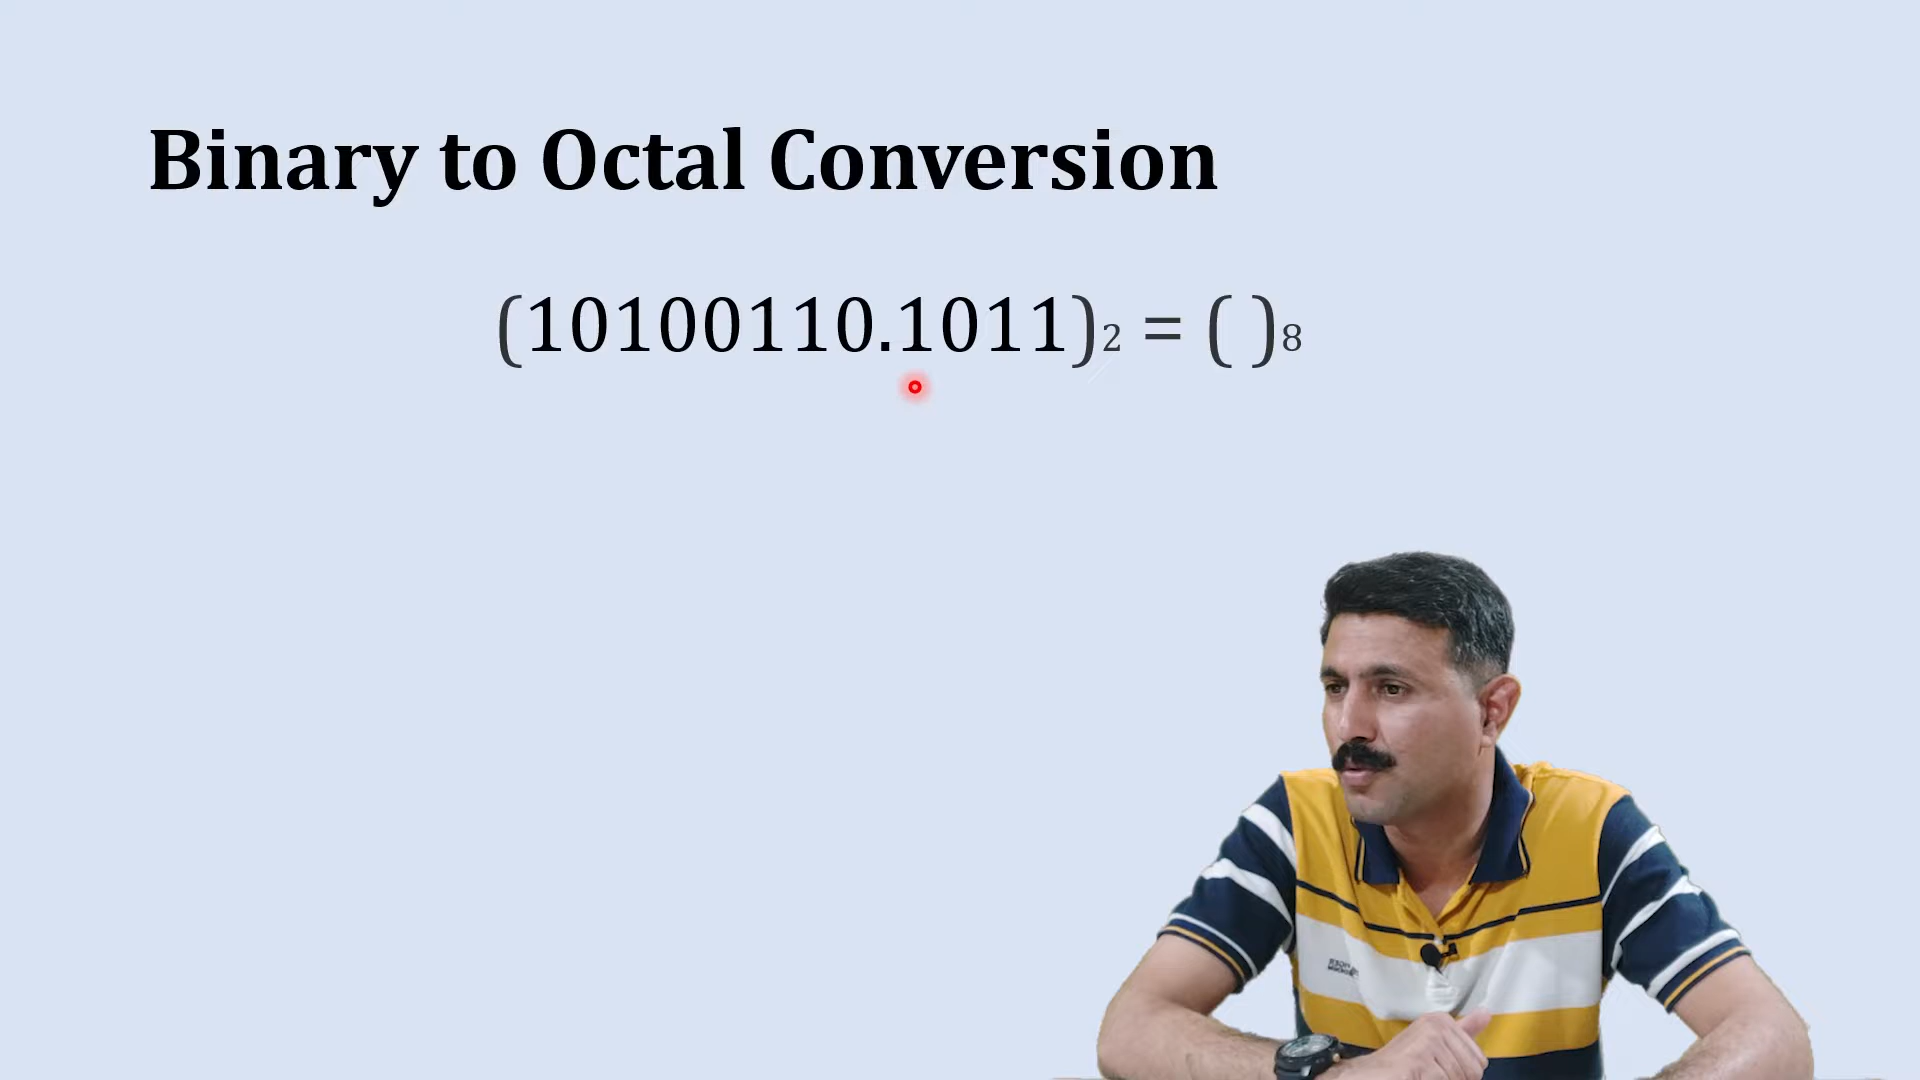 Binary to Octal Conversion
(10100110.1011)₂ = ( )₈